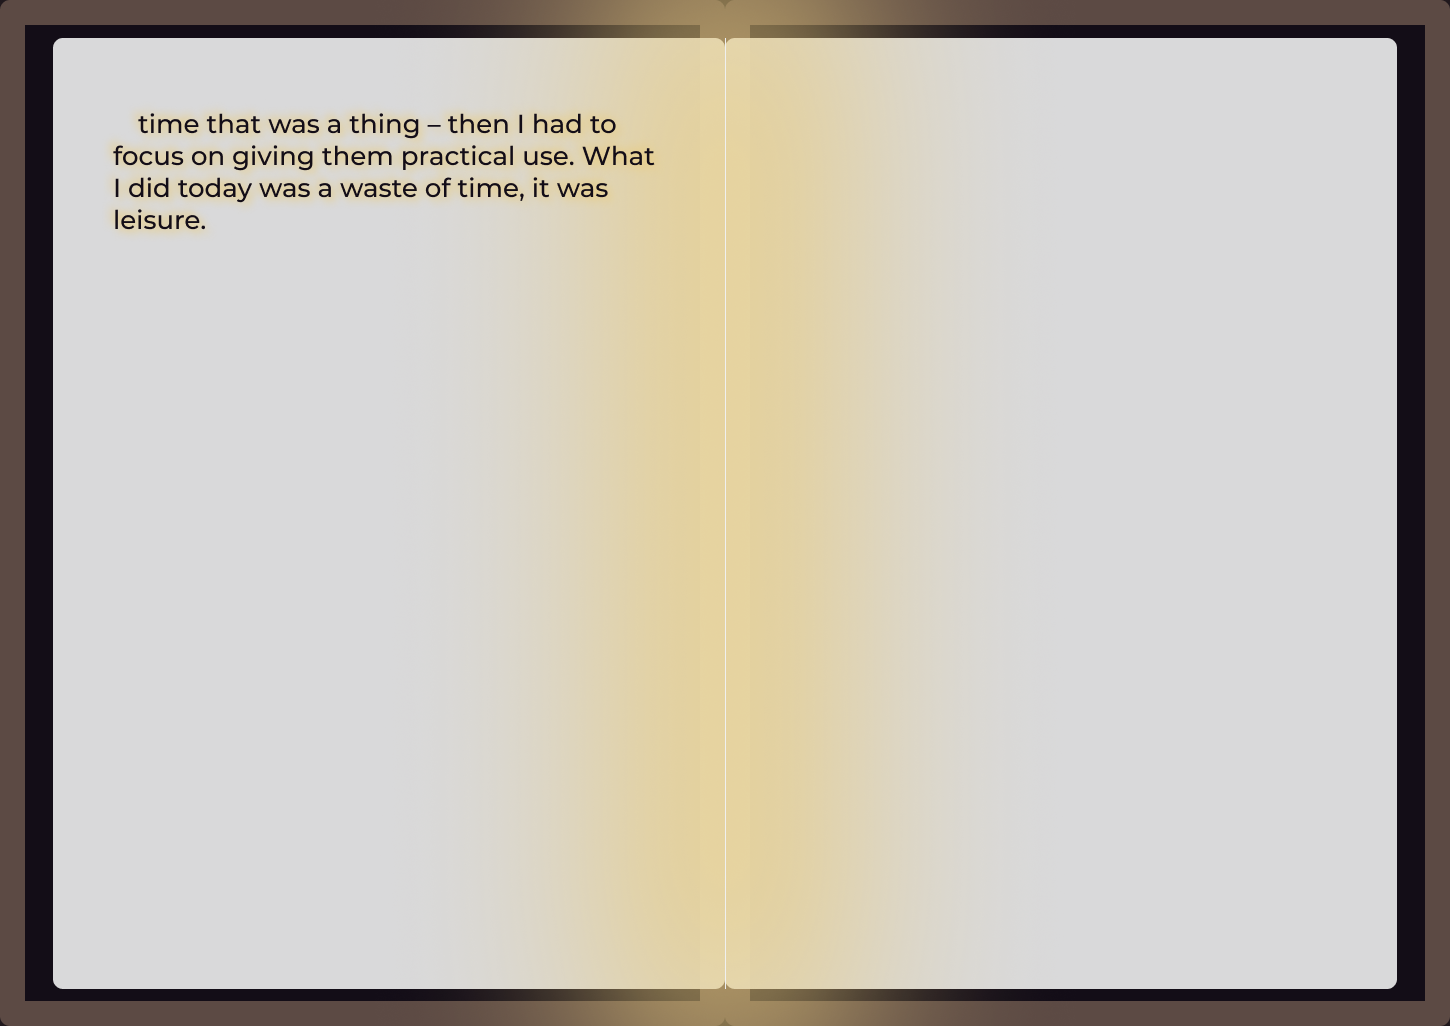 time that was a thing – then I had to
focus on giving them practical use. What
I did today was a waste of time, it was
leisure.